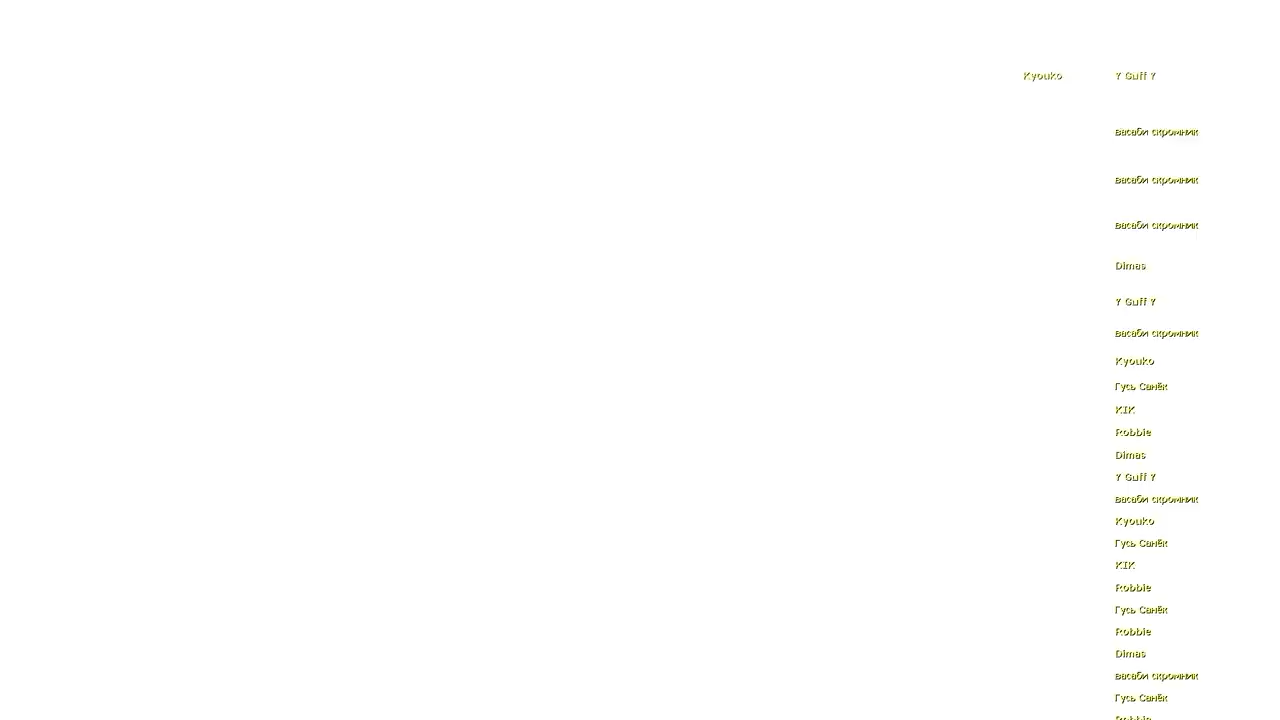 Kyouko ? Guff ?
васаби скромник
васаби скромник
васаби скромник
Dimas
? Guff ?
васаби скромник
Kyouko
Гусь Санёк
KIK
Robbie
Dimas
? Guff ?
васаби скромник
Kyouko
Гусь Санёк
KIK
Robbie
Гусь Санёк
Robbie
Dimas
васаби скромник
Гусь Санёк
Robbie